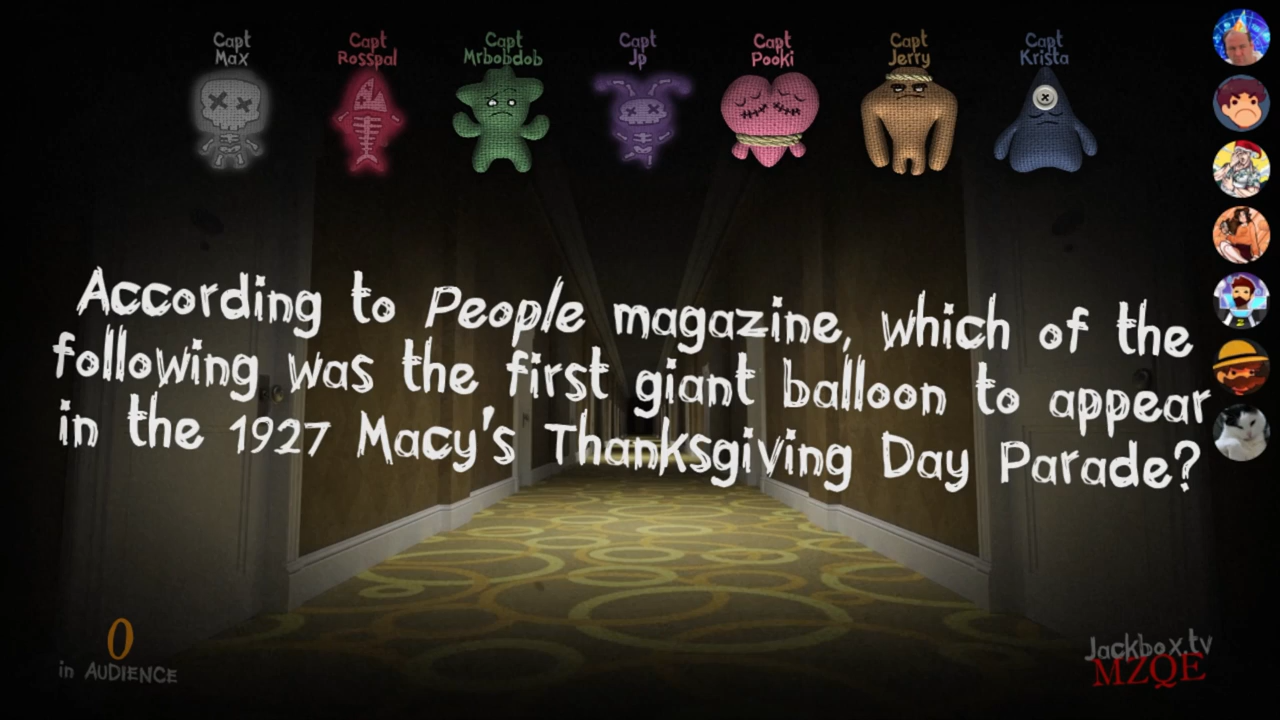 Capt Max
Capt Rosspal
Capt Mrbobdob
Capt Jp
Capt Pooki
Capt Jerry
Capt Krista
According to People magazine, which of the
following was the first giant balloon to appear
in the 1927 Macy's Thanksgiving Day Parade?
0
in AUDIENCE
Jackbox.tv
MZQE